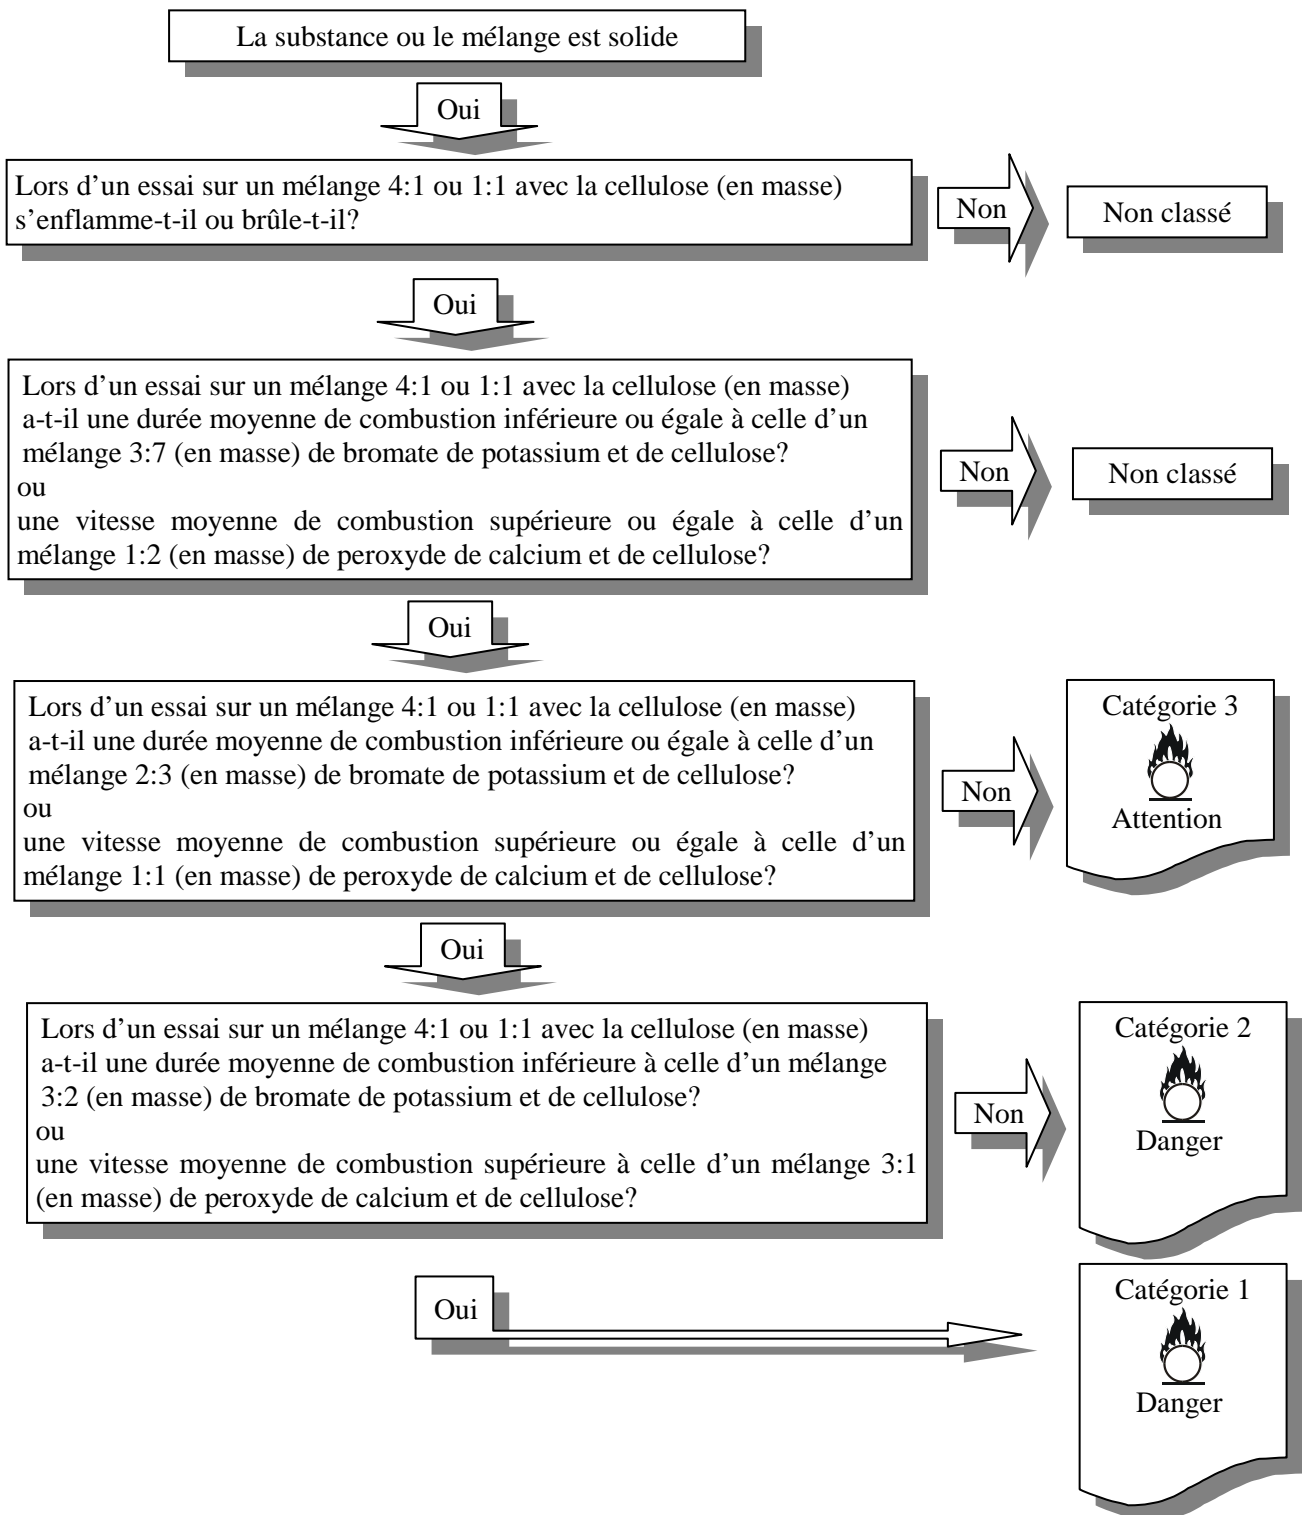 La substance ou le mélange est solide
Oui
Lors d'un essai sur un mélange 4:1 ou 1:1 avec la cellulose (en masse)
s'enflamme-t-il ou brûle-t-il?
Non
Non classé
Oui
Lors d'un essai sur un mélange 4:1 ou 1:1 avec la cellulose (en masse)
a-t-il une durée moyenne de combustion inférieure ou égale à celle d'un
mélange 3:7 (en masse) de bromate de potassium et de cellulose?
ou
une vitesse moyenne de combustion supérieure ou égale à celle d'un
mélange 1:2 (en masse) de peroxyde de calcium et de cellulose?
Non
Non classé
Oui
Lors d'un essai sur un mélange 4:1 ou 1:1 avec la cellulose (en masse)
a-t-il une durée moyenne de combustion inférieure ou égale à celle d'un
mélange 2:3 (en masse) de bromate de potassium et de cellulose?
ou
une vitesse moyenne de combustion supérieure ou égale à celle d'un
mélange 1:1 (en masse) de peroxyde de calcium et de cellulose?
Non
Catégorie 3
Attention
Oui
Lors d'un essai sur un mélange 4:1 ou 1:1 avec la cellulose (en masse)
a-t-il une durée moyenne de combustion inférieure à celle d'un mélange
3:2 (en masse) de bromate de potassium et de cellulose?
ou
une vitesse moyenne de combustion supérieure à celle d'un mélange 3:1
(en masse) de peroxyde de calcium et de cellulose?
Non
Catégorie 2
Danger
Oui
Catégorie 1
Danger